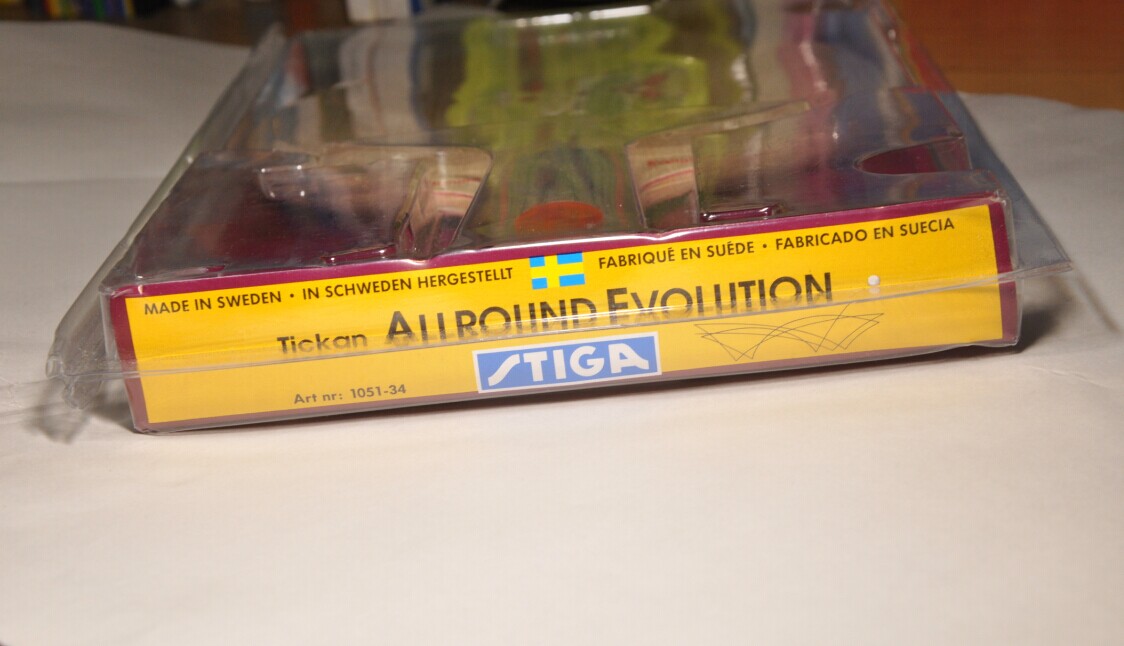 MADE IN SWEDEN • IN SCHWEDEN HERGESTELLT FABRIQUÉ EN SUÉDE • FABRICADO EN SUECIA
Tickan ALLROUND EVOLUTION
STIGA
Art nr: 1051-34